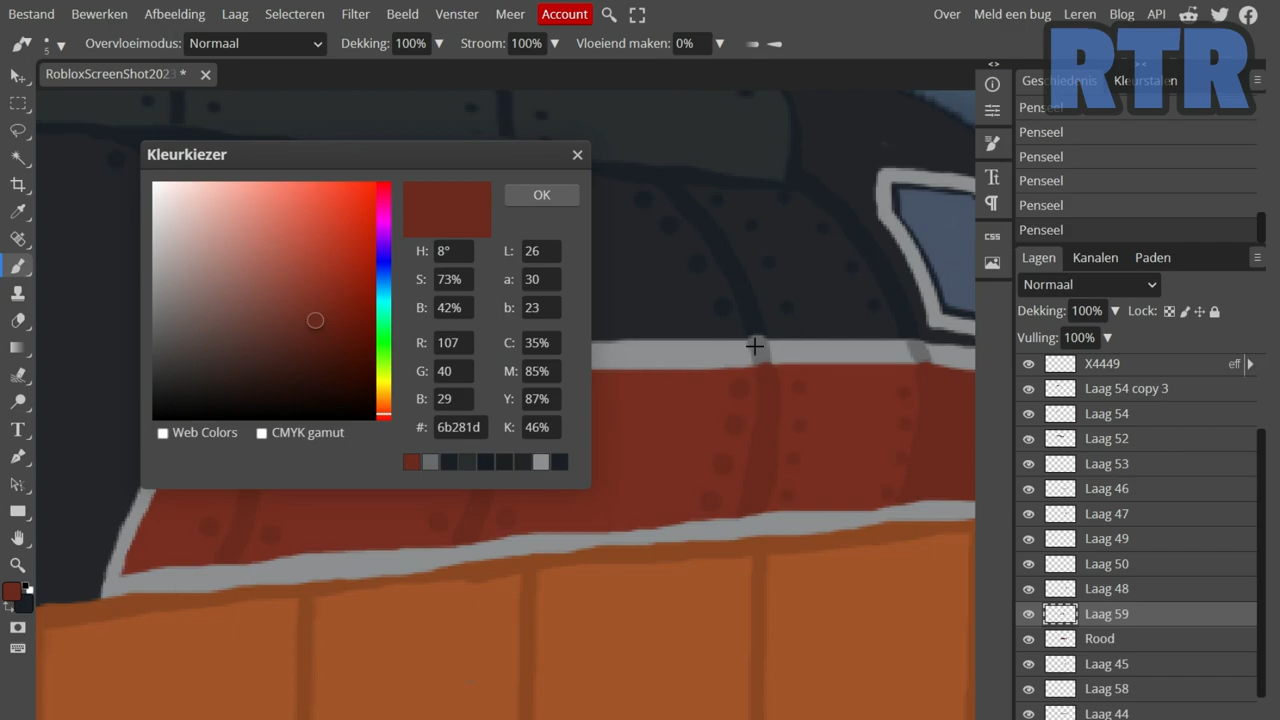 Bestand Bewerken Afbeelding Laag Selecteren Filter Beeld Venster Meer Account Over Meld een bug Leren Blog API
5 Overvloeimodus: Normaal Dekking: 100% Stroom: 100% Vloeiend maken: 0%
RTR
RobloxScreenShot2023 *
Geschiedenis Kleurstalen
Penseel
Penseel
Penseel
Penseel
Penseel
Penseel
Kleurkiezer
OK
H: 8° L: 26
S: 73% a: 30
B: 42% b: 23
R: 107 C: 35%
G: 40 M: 85%
B: 29 Y: 87%
#: 6b281d K: 46%
Web Colors CMYK gamut
CSS
Lagen Kanalen Paden
Normaal
Dekking: 100% Lock:
Vulling: 100%
X4449 eff
Laag 54 copy 3
Laag 54
Laag 52
Laag 53
Laag 46
Laag 47
Laag 49
Laag 50
Laag 48
Laag 59
Rood
Laag 45
Laag 58
Laag 44